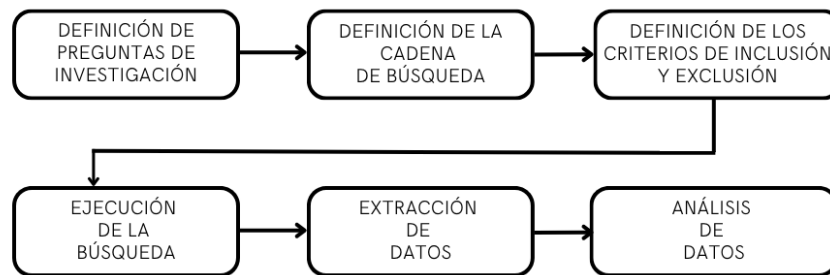 DEFINICIÓN DE
PREGUNTAS DE
INVESTIGACIÓN
DEFINICIÓN DE LA
CADENA
DE BÚSQUEDA
DEFINICIÓN DE LOS
CRITERIOS DE INCLUSIÓN
Y EXCLUSIÓN
EJECUCIÓN
DE LA
BÚSQUEDA
EXTRACCIÓN
DE
DATOS
ANÁLISIS
DE
DATOS